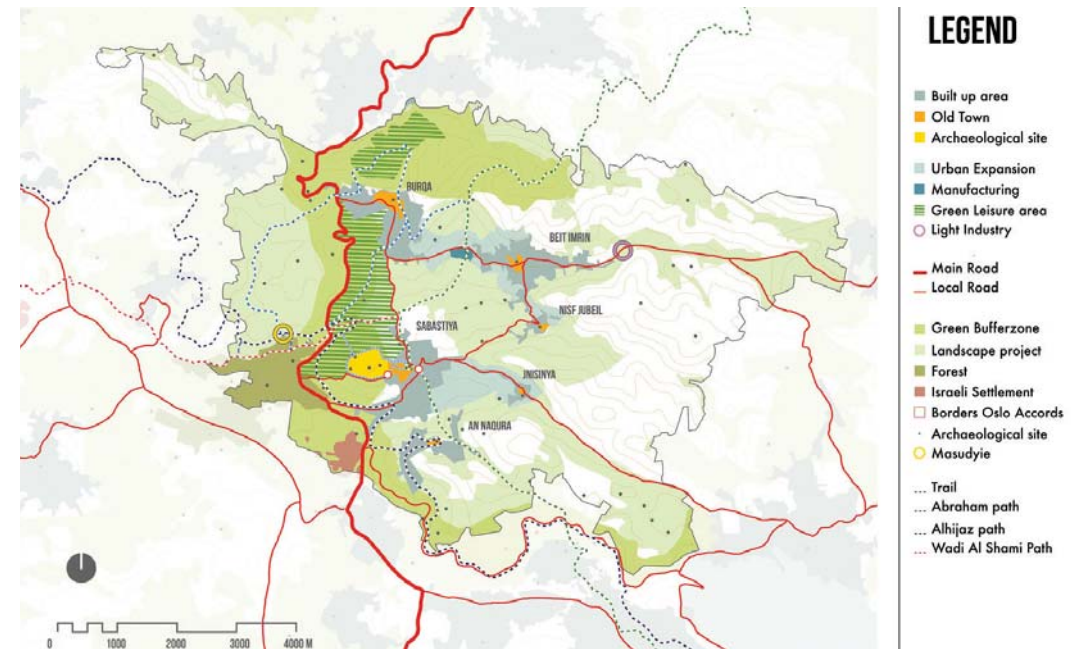 LEGEND
Built up area
Old Town
Archaeological site
Urban Expansion
Manufacturing
Green Leisure area
Light Industry
Main Road
Local Road
Green Bufferzone
Landscape project
Forest
Israeli Settlement
Borders Oslo Accords
Archaeological site
Masudyie
Trail
Abraham path
Alhijaz path
Wadi Al Shami Path
BURQA
BEIT IMRIN
NISF JUBEIL
SABASTIYA
JNISINYA
AN NAQURA
0 1000 2000 3000 4000 M